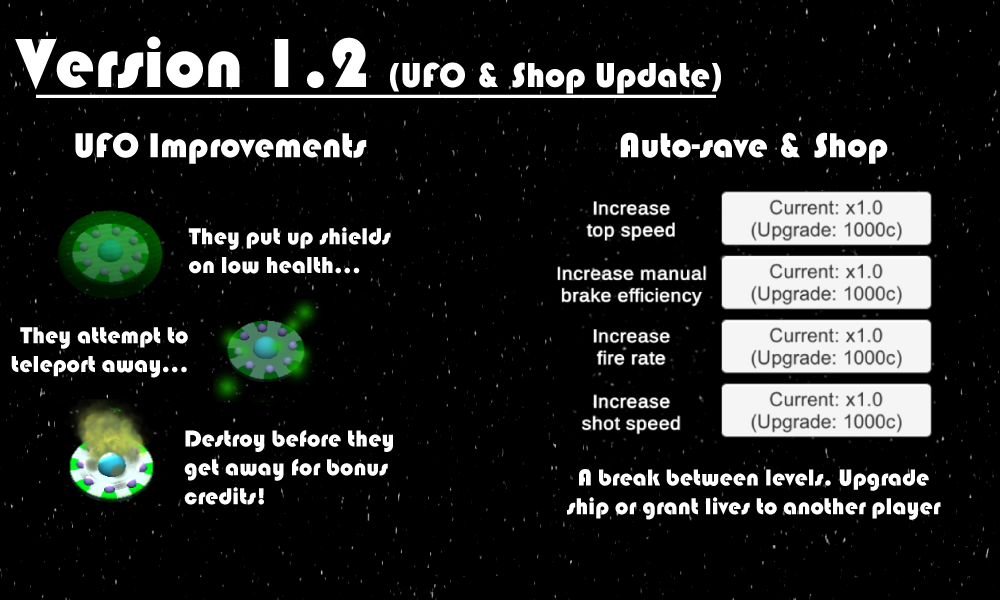 Version 1.2 (UFO & Shop Update)
UFO Improvements
They put up shields
on low health...
They attempt to
teleport away...
Destroy before they
get away for bonus
credits!
Auto-save & Shop
Increase
top speed
Current: x1.0
(Upgrade: 1000c)
Increase manual
brake efficiency
Current: x1.0
(Upgrade: 1000c)
Increase
fire rate
Current: x1.0
(Upgrade: 1000c)
Increase
shot speed
Current: x1.0
(Upgrade: 1000c)
A break between levels. Upgrade
ship or grant lives to another player